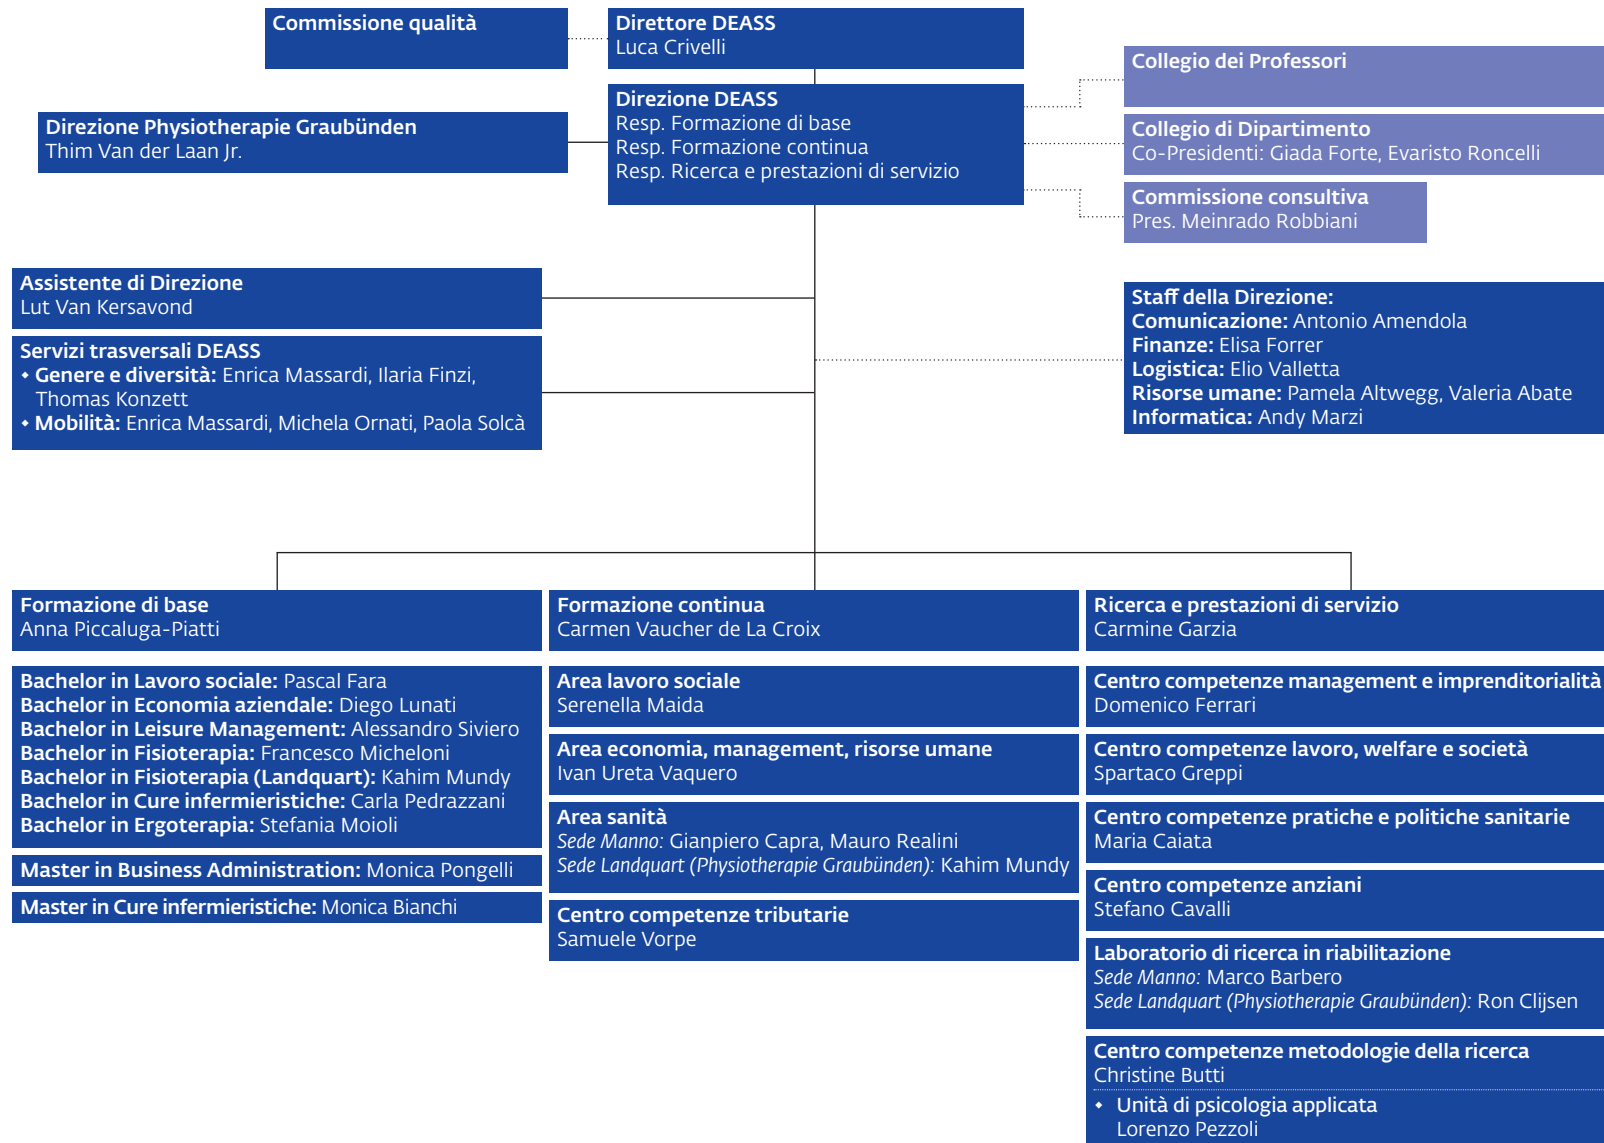 Commissione qualità
Direttore DEASS
Luca Crivelli
Collegio dei Professori
Direzione DEASS
Resp. Formazione di base
Resp. Formazione continua
Resp. Ricerca e prestazioni di servizio
Direzione Physiotherapie Graubünden
Thim Van der Laan Jr.
Collegio di Dipartimento
Co-Presidenti: Giada Forte, Evaristo Roncelli
Commissione consultiva
Pres. Meinrado Robbiani
Assistente di Direzione
Lut Van Kersavond
Servizi trasversali DEASS
• Genere e diversità: Enrica Massardi, Ilaria Finzi,
Thomas Konzett
• Mobilità: Enrica Massardi, Michela Ornati, Paola Solcà
Staff della Direzione:
Comunicazione: Antonio Amendola
Finanze: Elisa Forrer
Logistica: Elio Valletta
Risorse umane: Pamela Altwegg, Valeria Abate
Informatica: Andy Marzi
Formazione di base
Anna Piccaluga-Piatti
Bachelor in Lavoro sociale: Pascal Fara
Bachelor in Economia aziendale: Diego Lunati
Bachelor in Leisure Management: Alessandro Siviero
Bachelor in Fisioterapia: Francesco Micheloni
Bachelor in Fisioterapia (Landquart): Kahim Mundy
Bachelor in Cure infermieristiche: Carla Pedrazzani
Bachelor in Ergoterapia: Stefania Moioli
Master in Business Administration: Monica Pongelli
Master in Cure infermieristiche: Monica Bianchi
Formazione continua
Carmen Vaucher de La Croix
Area lavoro sociale
Serenella Maida
Area economia, management, risorse umane
Ivan Ureta Vaquero
Area sanità
Sede Manno: Gianpiero Capra, Mauro Realini
Sede Landquart (Physiotherapie Graubünden): Kahim Mundy
Centro competenze tributarie
Samuele Vorpe
Ricerca e prestazioni di servizio
Carmine Garzia
Centro competenze management e imprenditorialità
Domenico Ferrari
Centro competenze lavoro, welfare e società
Spartaco Greppi
Centro competenze pratiche e politiche sanitarie
Maria Caiata
Centro competenze anziani
Stefano Cavalli
Laboratorio di ricerca in riabilitazione
Sede Manno: Marco Barbero
Sede Landquart (Physiotherapie Graubünden): Ron Clijsen
Centro competenze metodologie della ricerca
Christine Butti
• Unità di psicologia applicata
Lorenzo Pezzoli